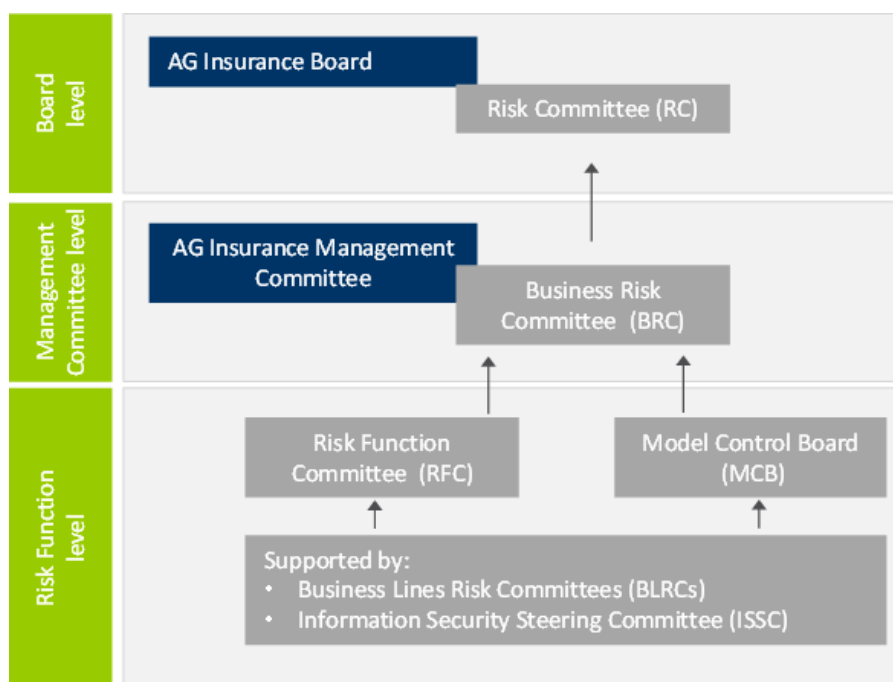 Board
level
AG Insurance Board
Risk Committee (RC)
Management
Committee level
AG Insurance Management
Committee
Business Risk
Committee (BRC)
Risk Function
level
Risk Function
Committee (RFC)
Model Control Board
(MCB)
Supported by:
• Business Lines Risk Committees (BLRCs)
• Information Security Steering Committee (ISSC)